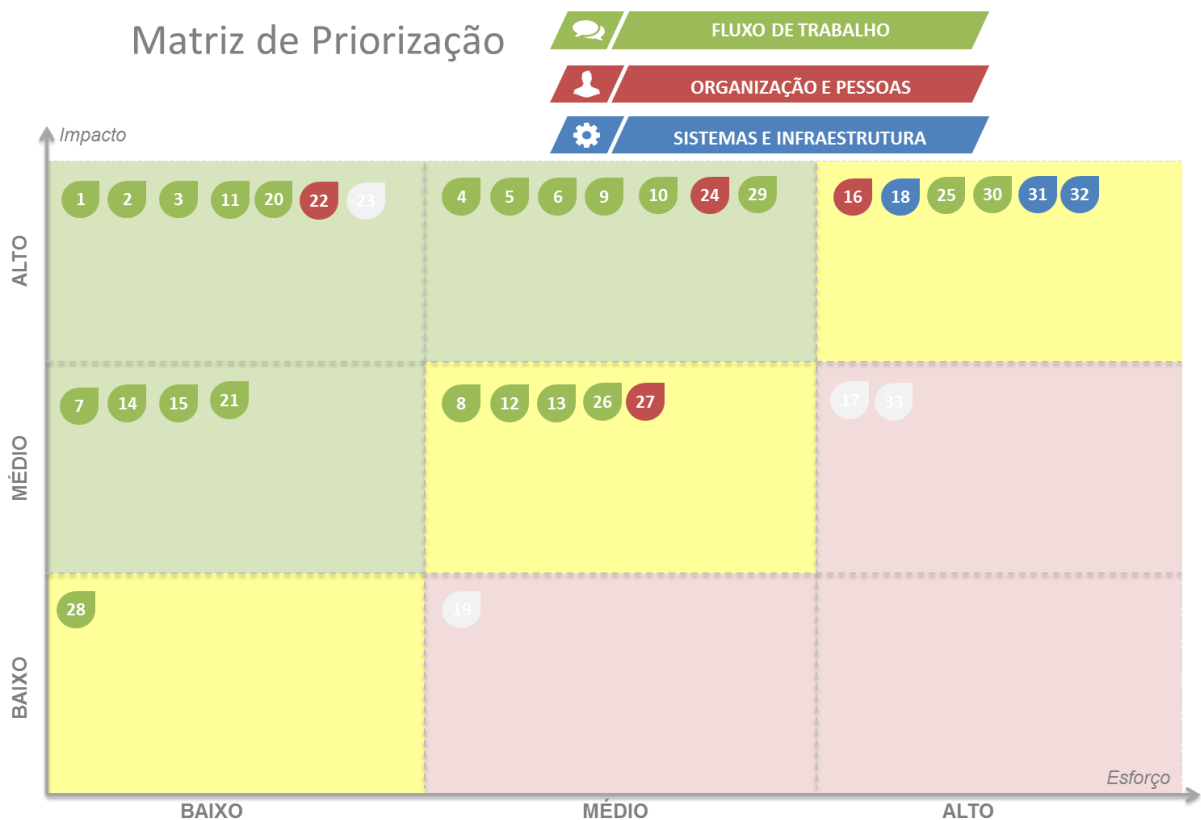 Matriz de Priorização
FLUXO DE TRABALHO
ORGANIZAÇÃO E PESSOAS
SISTEMAS E INFRAESTRUTURA
Impacto
ALTO
1 2 3 11 20 22 23 4 5 6 9 10 24 29 16 18 25 30 31 32
MÉDIO
7 14 15 21 8 12 13 26 27 17 33
BAIXO
28 19
Esforço
BAIXO MÉDIO ALTO